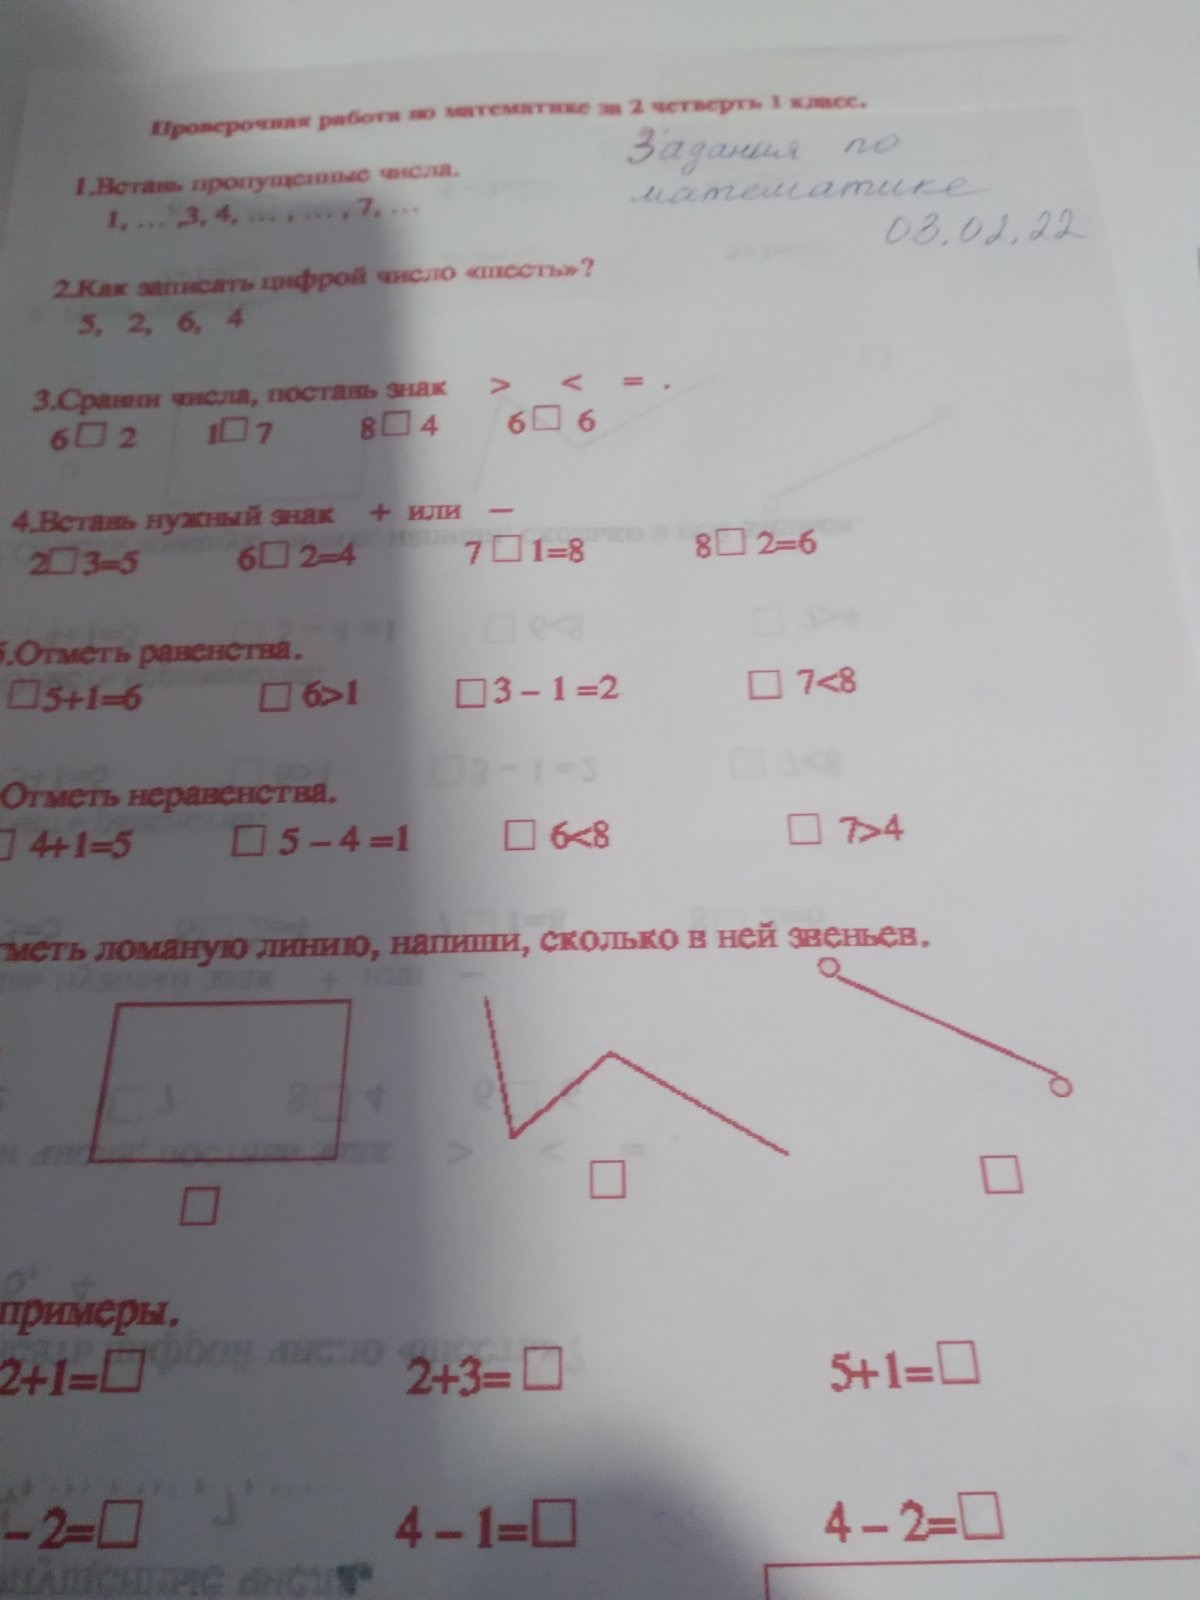 Проверочная работа по математике за 2 четверть 1 класс.
Задания по
математике
03.02.22
1.Вставь пропущенные числа.
1, … ,3, 4, … , … , 7, …
2.Как записать цифрой число «шесть»?
5, 2, 6, 4
3.Сравни числа, поставь знак > < = .
6□ 2 1□ 7 8□ 4 6□ 6
4.Вставь нужный знак + или −
2□3=5 6□ 2=4 7 □ 1=8 8□ 2=6
5.Отметь равенства.
□5+1=6 □ 6>1 □3 – 1 =2 □ 7<8
Отметь неравенства.
□ 4+1=5 □ 5 – 4 =1 □ 6<8 □ 7>4
тметь ломаную линию, напиши, сколько в ней звеньев.
□ □ □
примеры.
2+1=□ 2+3= □ 5+1=□
– 2=□ 4 – 1=□ 4 – 2=□